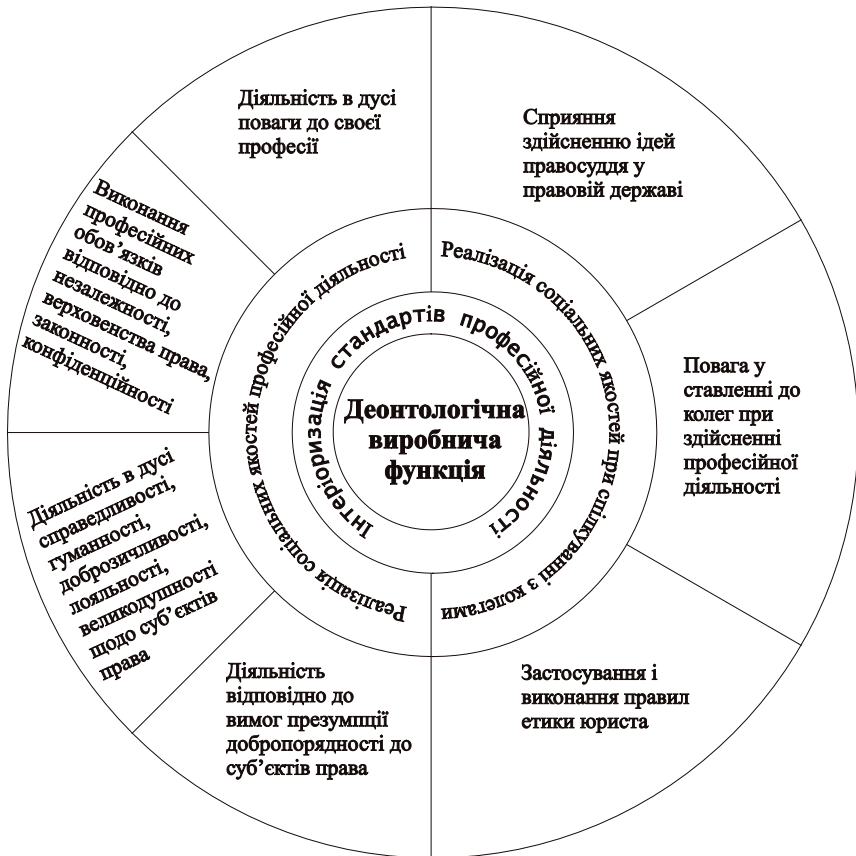 Діяльність в дусі
поваги до своєї
професії
Сприяння
здійсненню ідей
правосуддя у
правовій державі
Виконання
професійних
обов’язків
відповідно до
незалежності,
верховенства права,
законності,
конфіденційності
Реалізація соціальних якостей професійної діяльності
Реалізація соціальних якостей при спілкуванні з колегами
Інтеріоризація стандартів професійної діяльності
Деонтологічна
виробнича
функція
Повага у
ставленні до
колег при
здійсненні
професійної
діяльності
Діяльність в дусі
справедливості,
гуманності,
доброзичливості,
лояльності,
великодушності
щодо суб’єктів
права
Діяльність
відповідно до
вимог презумпції
добропорядності до
суб’єктів права
Застосування і
виконання правил
етики юриста